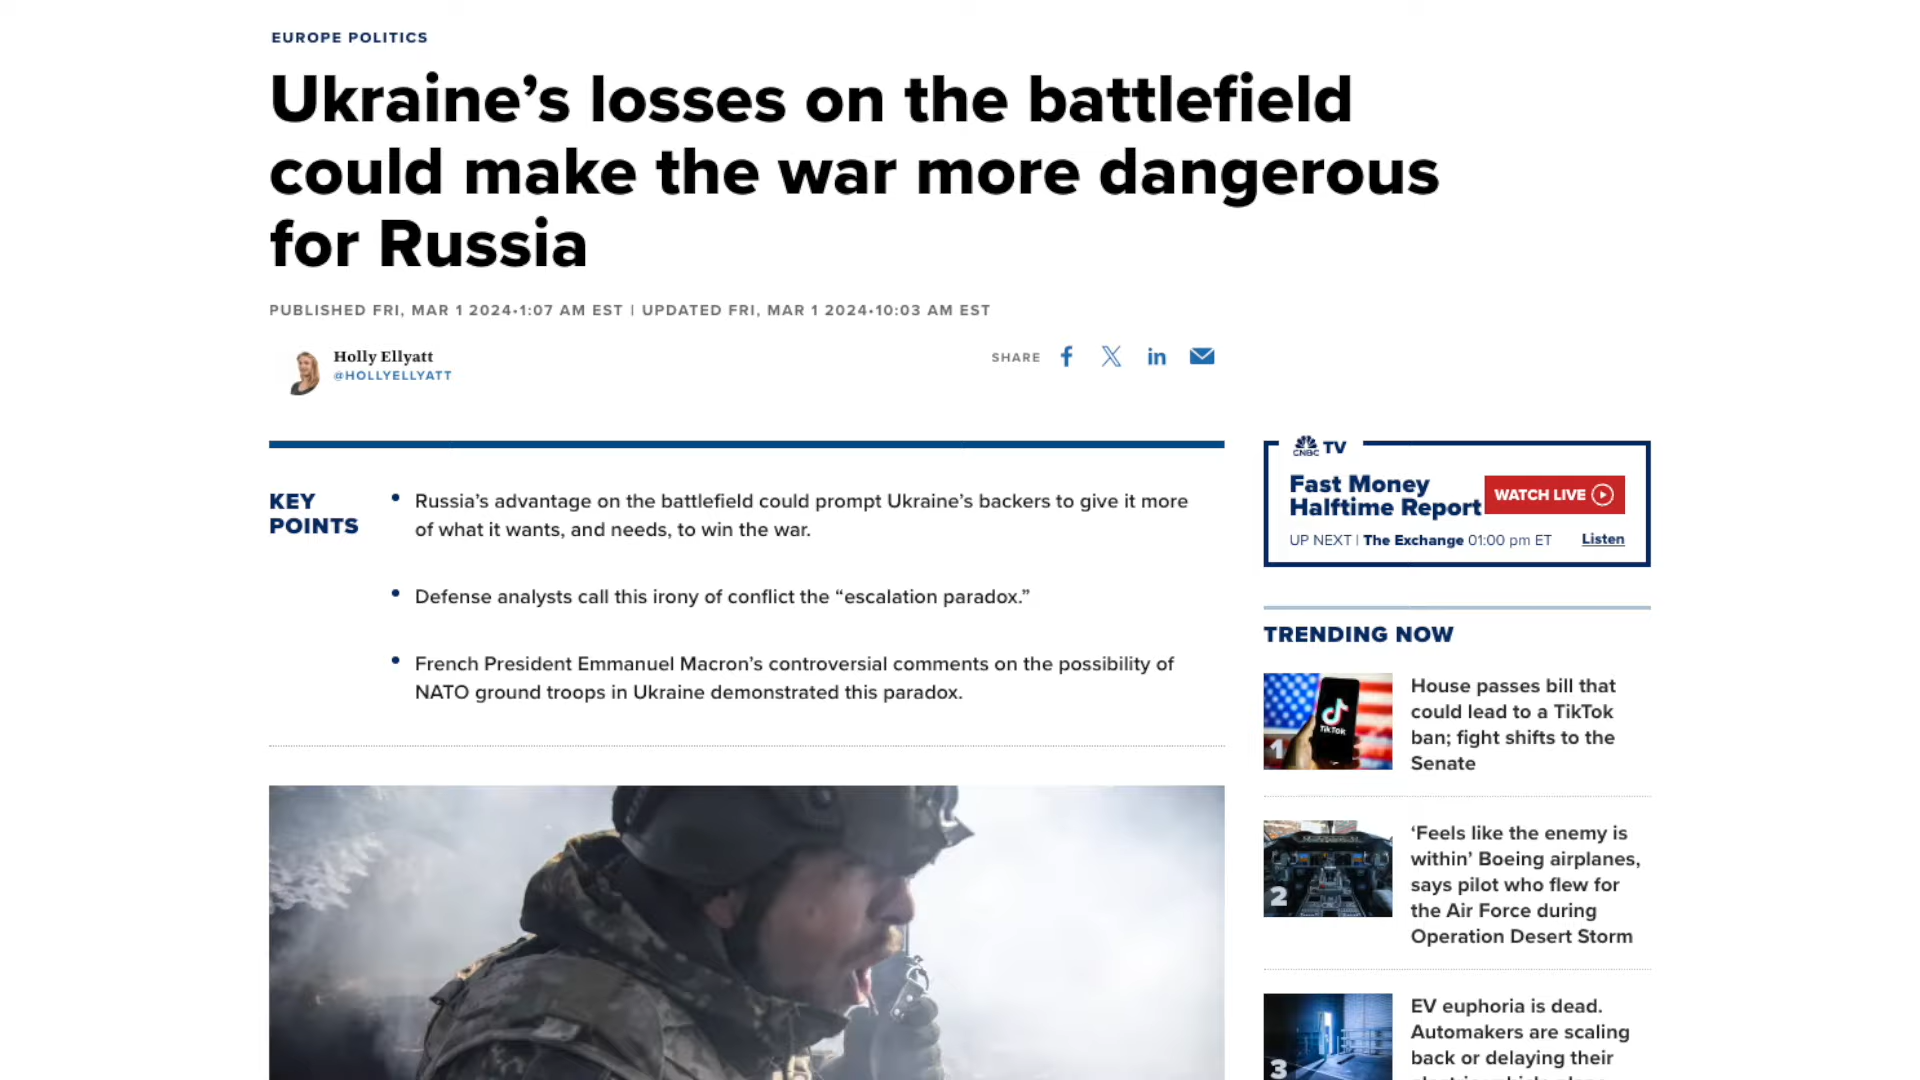 EUROPE POLITICS
Ukraine’s losses on the battlefield
could make the war more dangerous
for Russia
PUBLISHED FRI, MAR 1 2024•1:07 AM EST | UPDATED FRI, MAR 1 2024•10:03 AM EST
Holly Ellyatt
@HOLLYELLYATT
SHARE
KEY
POINTS
Russia’s advantage on the battlefield could prompt Ukraine’s backers to give it more
of what it wants, and needs, to win the war.
Defense analysts call this irony of conflict the “escalation paradox.”
French President Emmanuel Macron’s controversial comments on the possibility of
NATO ground troops in Ukraine demonstrated this paradox.
CNBC TV
Fast Money
Halftime Report
WATCH LIVE
UP NEXT | The Exchange 01:00 pm ET
Listen
TRENDING NOW
1
TikTok
House passes bill that
could lead to a TikTok
ban; fight shifts to the
Senate
2
‘Feels like the enemy is
within’ Boeing airplanes,
says pilot who flew for
the Air Force during
Operation Desert Storm
3
EV euphoria is dead.
Automakers are scaling
back or delaying their